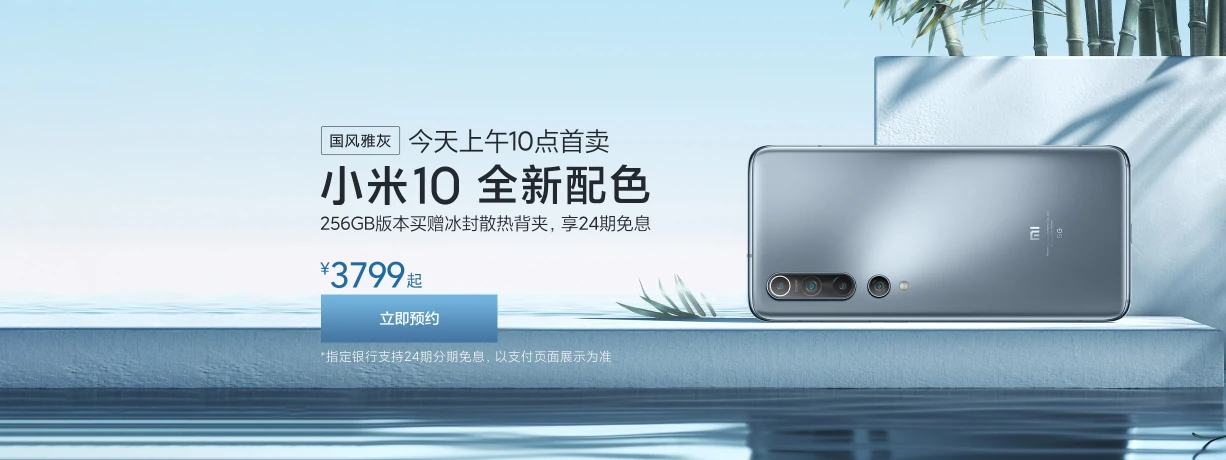 国风雅灰 今天上午10点首卖
小米10 全新配色
256GB版本买赠冰封散热背夹，享24期免息
¥3799起
立即预约
*指定银行支持24期分期免息，以支付页面展示为准
MI
5G